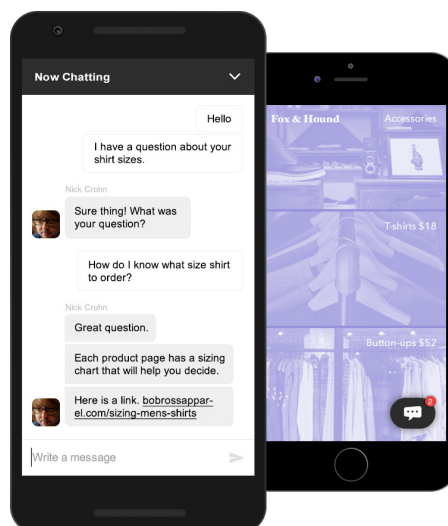 Now Chatting
Hello
I have a question about your
shirt sizes.
Nick Crohn
Sure thing! What was
your question?
How do I know what size shirt
to order?
Nick Crohn
Great question.
Each product page has a sizing
chart that will help you decide.
Here is a link. bobrossappar-
el.com/sizing-mens-shirts
Write a message
Fox & Hound
Accessories
T-shirts $18
Button-ups $52
2